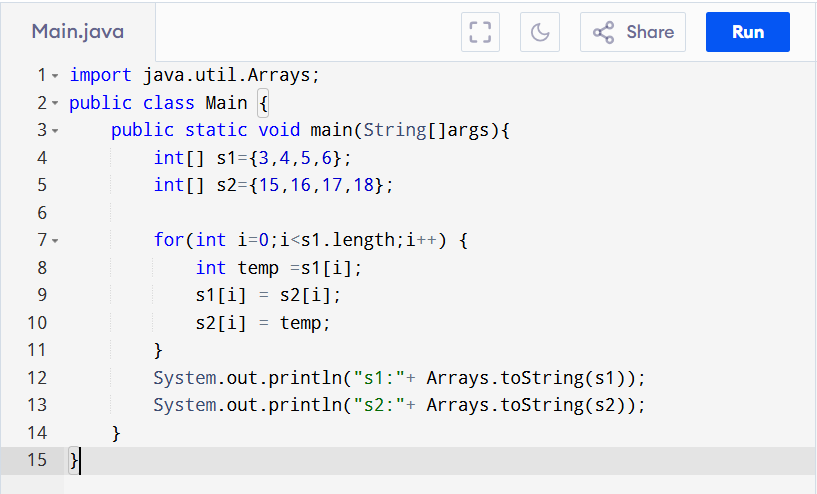 Main.java Share Run
1 import java.util.Arrays;
2 public class Main {
3     public static void main(String[]args){
4         int[] s1={3,4,5,6};
5         int[] s2={15,16,17,18};
6
7         for(int i=0;i<s1.length;i++) {
8             int temp =s1[i];
9             s1[i] = s2[i];
10             s2[i] = temp;
11         }
12         System.out.println("s1:"+ Arrays.toString(s1));
13         System.out.println("s2:"+ Arrays.toString(s2));
14     }
15 }